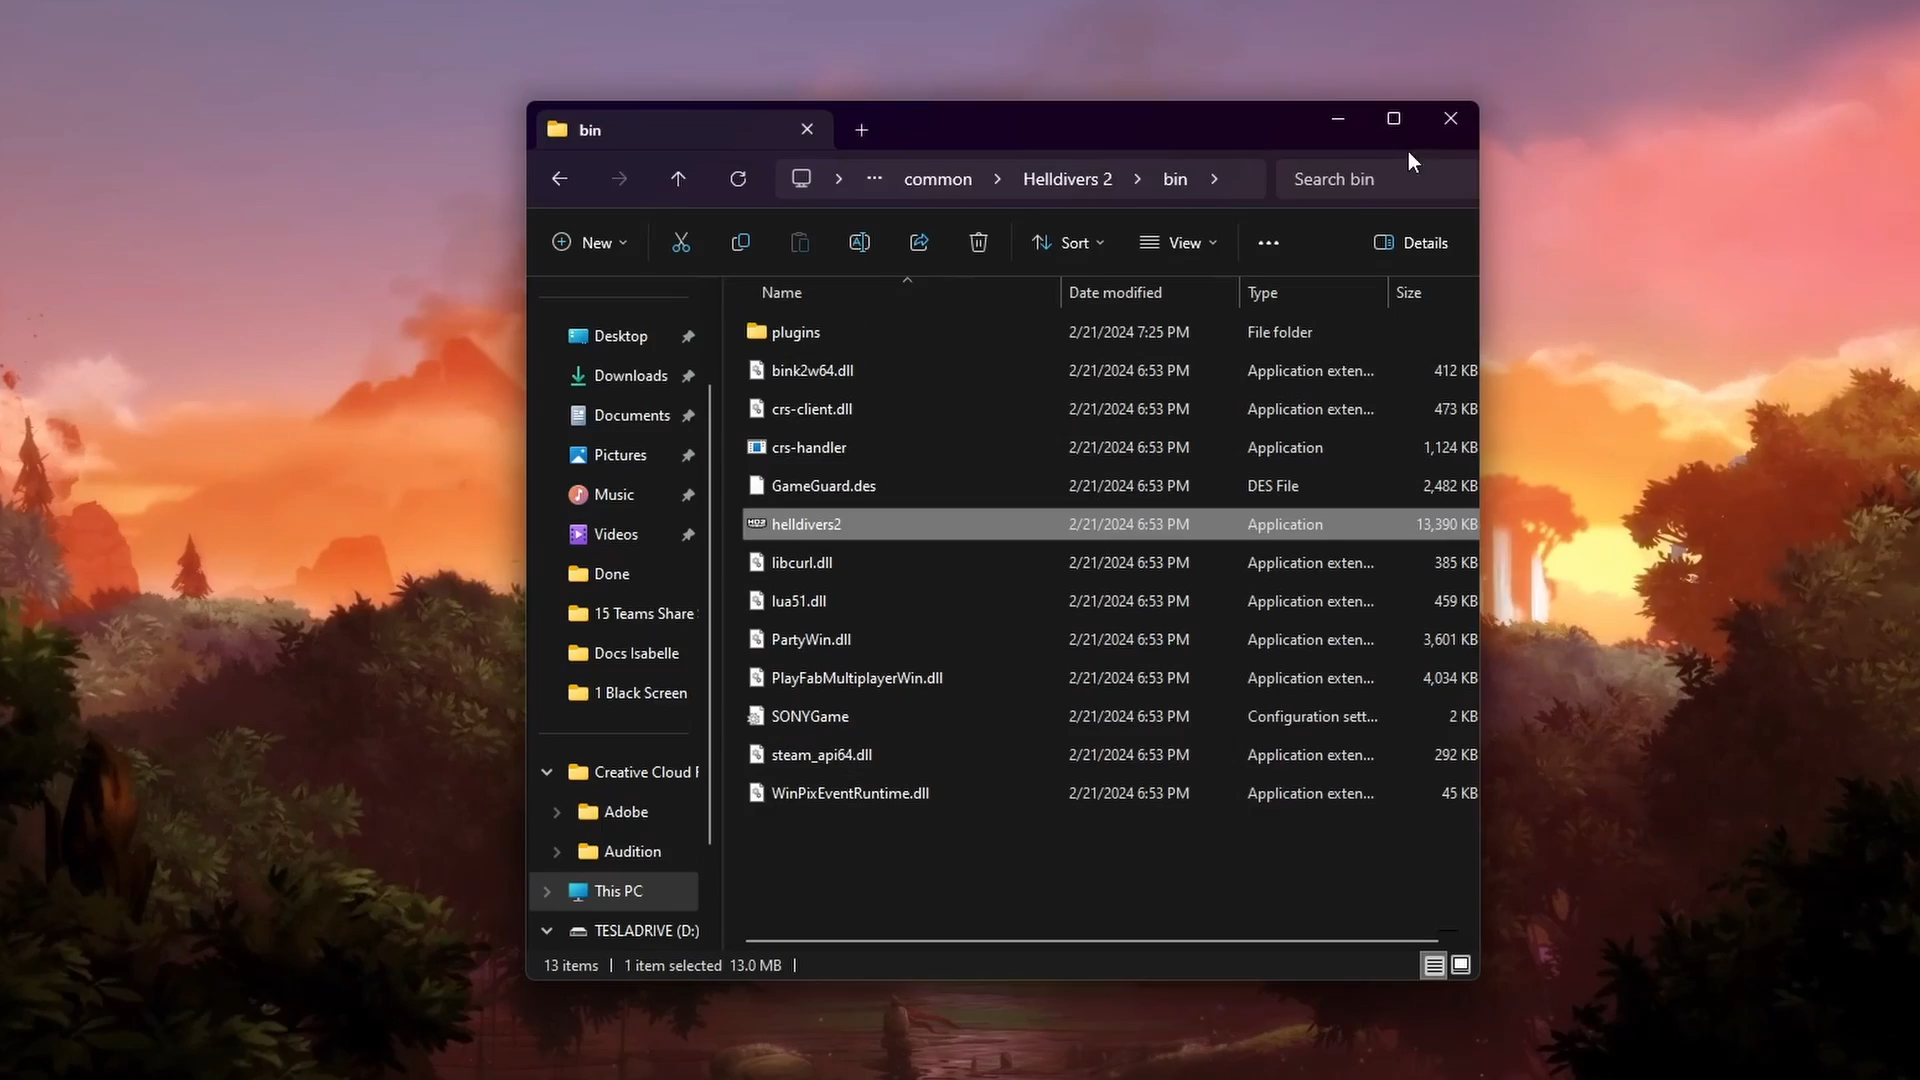 bin
common Helldivers 2 bin Search bin
New Sort View Details
Name Date modified Type Size
Desktop
Downloads
Documents
Pictures
Music
Videos
Done
15 Teams Share
Docs Isabelle
1 Black Screen
Creative Cloud F
Adobe
Audition
This PC
TESLADRIVE (D:)
plugins 2/21/2024 7:25 PM File folder
bink2w64.dll 2/21/2024 6:53 PM Application exten... 412 KB
crs-client.dll 2/21/2024 6:53 PM Application exten... 473 KB
crs-handler 2/21/2024 6:53 PM Application 1,124 KB
GameGuard.des 2/21/2024 6:53 PM DES File 2,482 KB
HD2 helldivers2 2/21/2024 6:53 PM Application 13,390 KB
libcurl.dll 2/21/2024 6:53 PM Application exten... 385 KB
lua51.dll 2/21/2024 6:53 PM Application exten... 459 KB
PartyWin.dll 2/21/2024 6:53 PM Application exten... 3,601 KB
PlayFabMultiplayerWin.dll 2/21/2024 6:53 PM Application exten... 4,034 KB
SONYGame 2/21/2024 6:53 PM Configuration sett... 2 KB
steam_api64.dll 2/21/2024 6:53 PM Application exten... 292 KB
WinPixEventRuntime.dll 2/21/2024 6:53 PM Application exten... 45 KB
13 items 1 item selected 13.0 MB